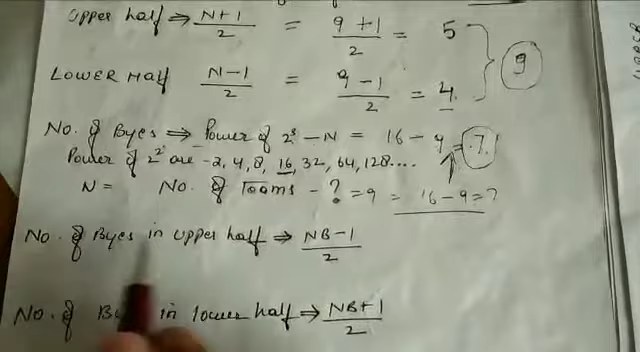 Upper half ⇒ N+1/2 = 9+1/2 = 5
Lower Half N-1/2 = 9-1/2 = 4 } 9
No. of Byes ⇒ Power of 2's - N = 16 - 9 = 7
Power of 2's are - 2, 4, 8, 16, 32, 64, 128....
N = No. of Teams - ? = 9 = 16-9=7
No. of Byes in upper half ⇒ NB-1/2
No. of in lower half ⇒ NB+1/2